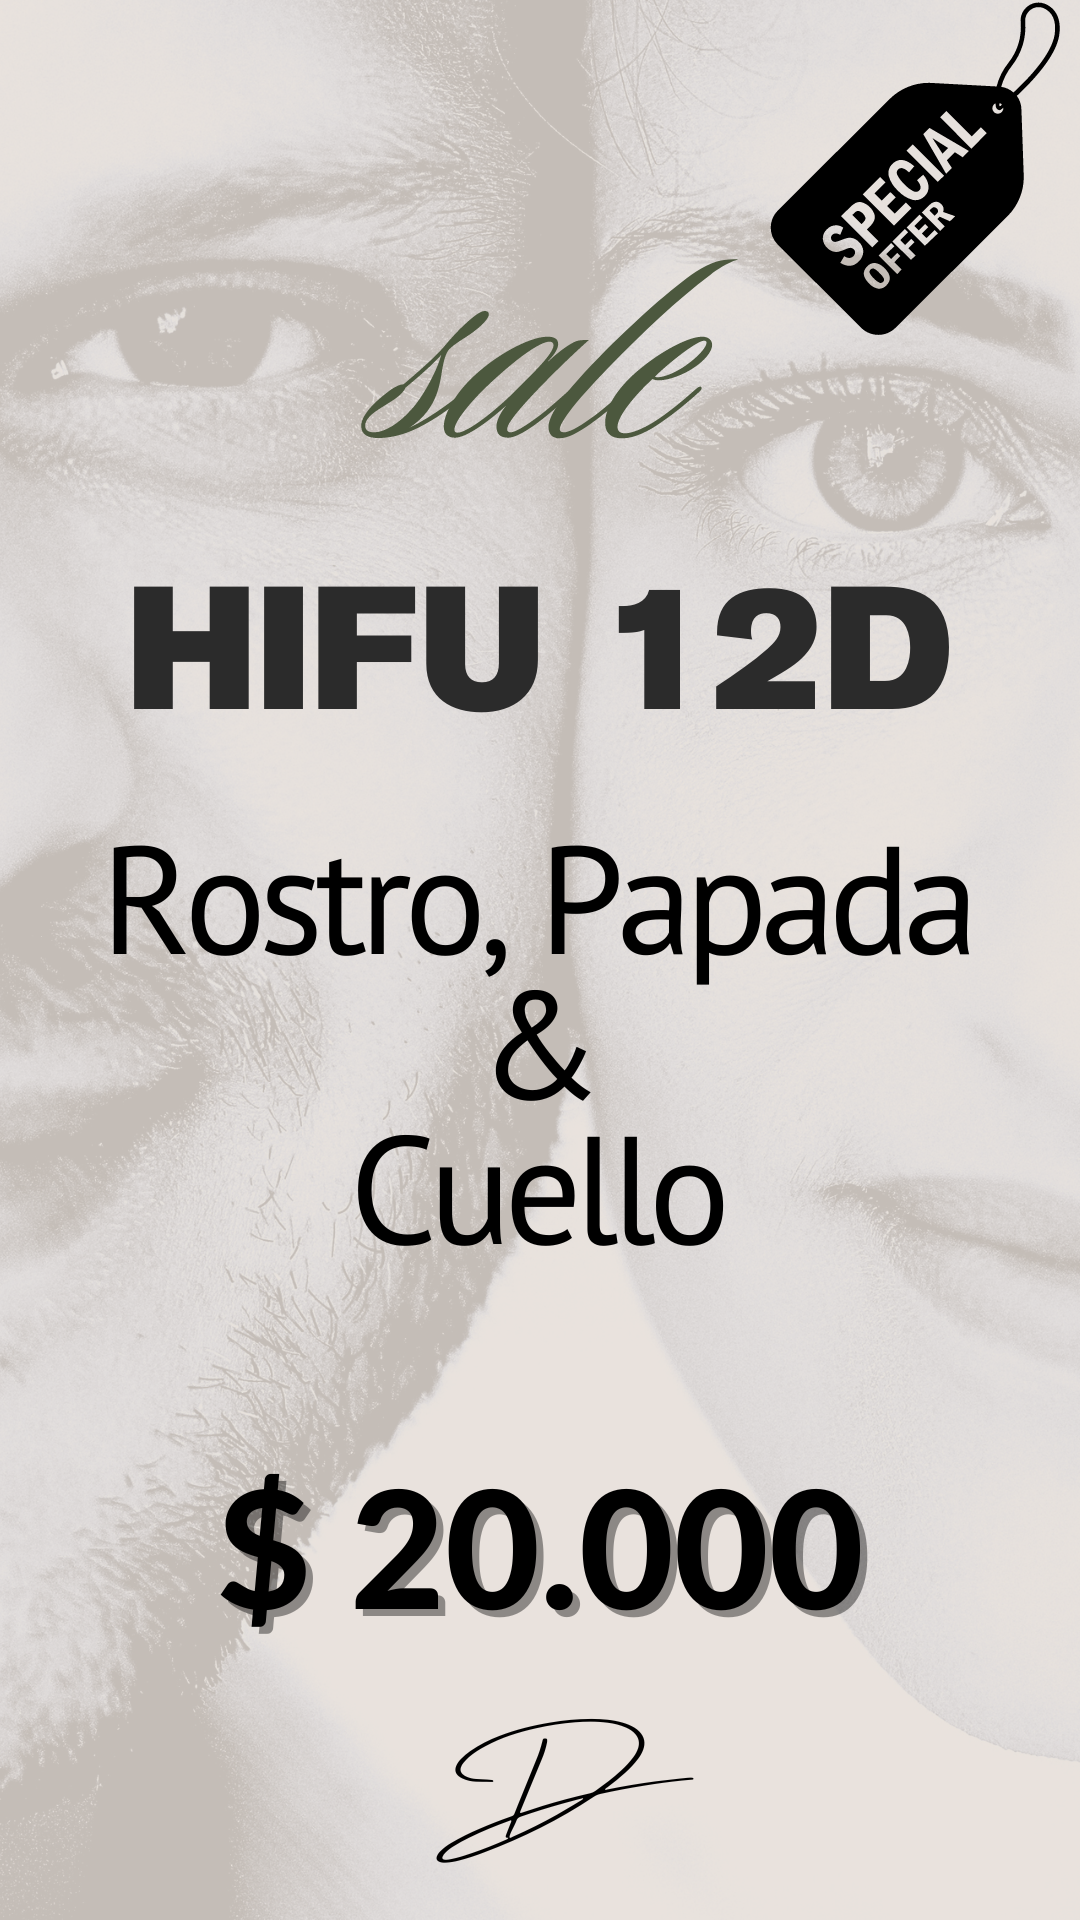 SPECIAL
OFFER
sale
HIFU 12D
Rostro, Papada
&
Cuello
$ 20.000
D